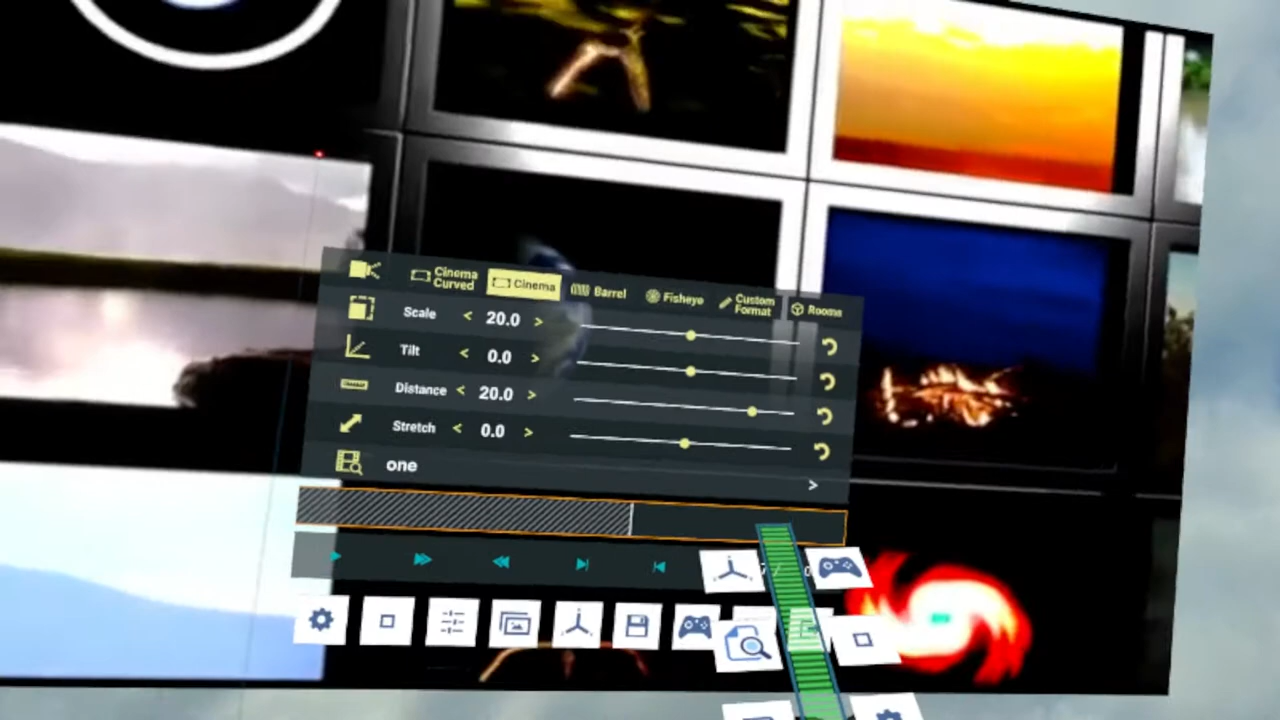 Cinema Curved
Cinema
Barrel
Fisheye
Custom Format
Rooms
Scale < 20.0 >
Tilt < 0.0 >
Distance < 20.0 >
Stretch < 0.0 >
one >